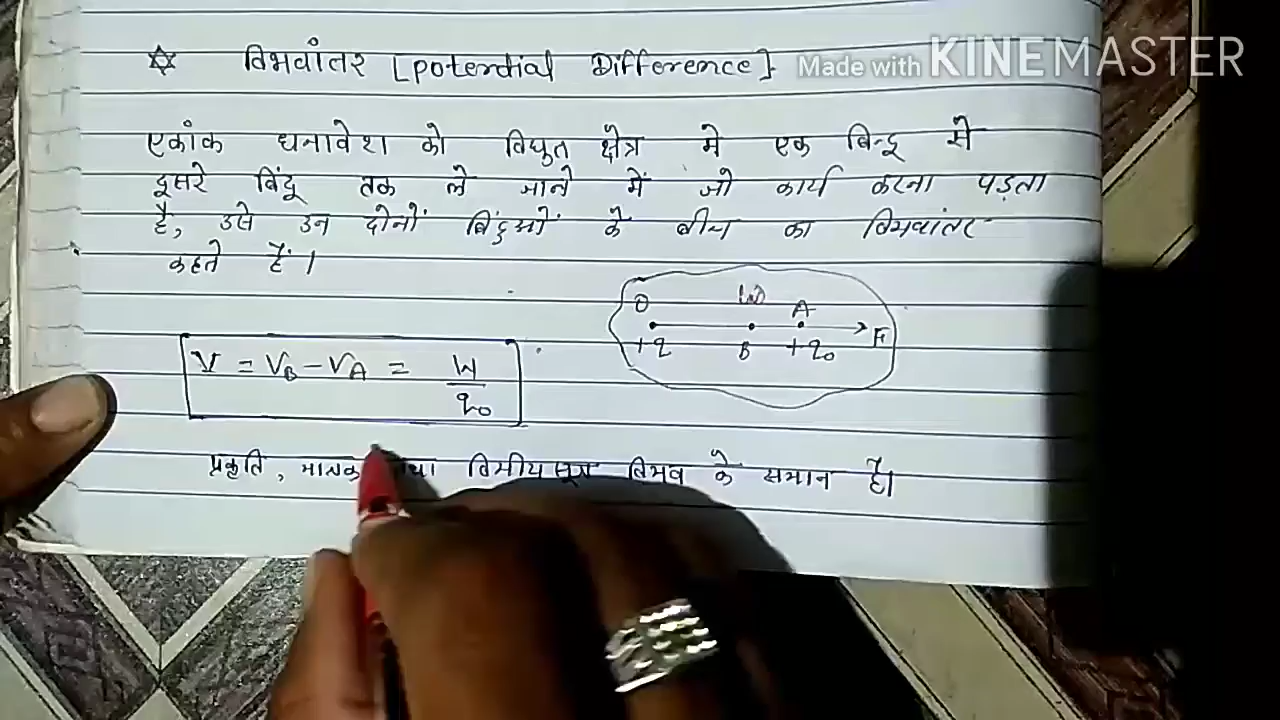 विभवांतर [Potential Difference]
Made with KINEMASTER
एकांक धनावेश को विद्युत क्षेत्र मे एक बिन्दू से
दूसरे बिंदू तक ले जाने में जो कार्य करना पड़ता
है, उसे उन दोनों बिंदुओं के बीच का विभवांतर
कहते हैं।
O W A
+q B +q₀ E
V = V_B - V_A = W/q₀
प्रकृति, मात्रक विमीय सूत्र विभव के समान है।